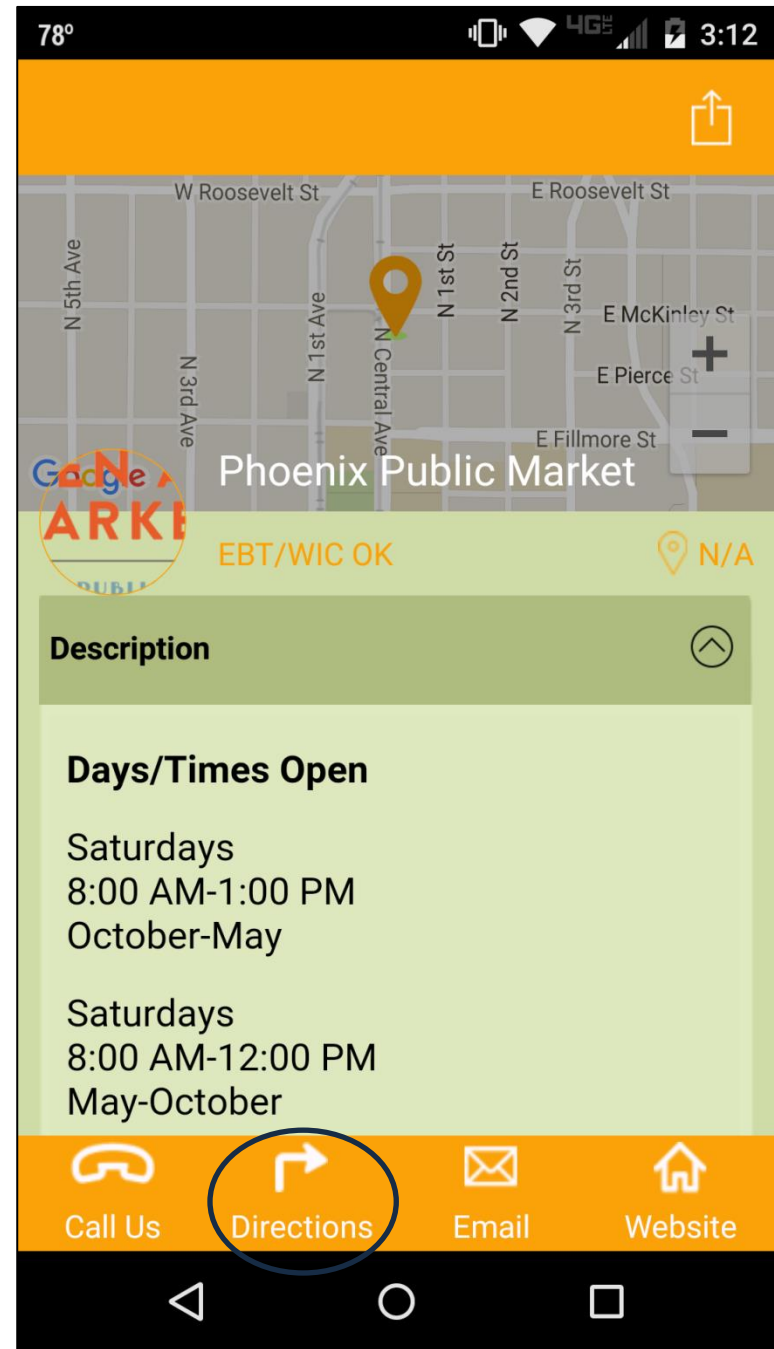 78°
4G LTE
3:12
W Roosevelt St
E Roosevelt St
N 5th Ave
N 3rd Ave
N 1st Ave
N Central Ave
N 1st St
N 2nd St
N 3rd St
E McKinley St
E Pierce St
E Fillmore St
+
−
Phoenix Public Market
ARKE
EBT/WIC OK
N/A
Description
Days/Times Open
Saturdays
8:00 AM-1:00 PM
October-May
Saturdays
8:00 AM-12:00 PM
May-October
Call Us
Directions
Email
Website